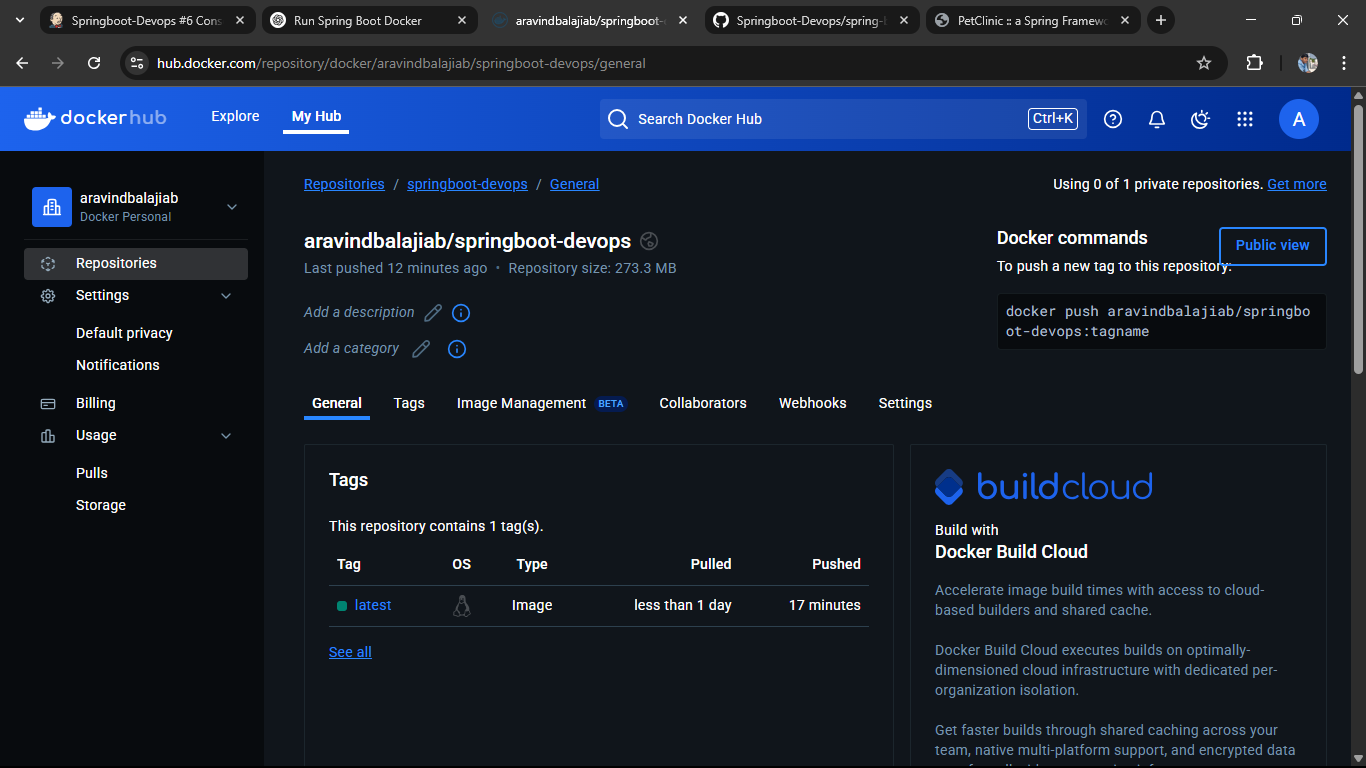 Springboot-Devops #6 Cons
Run Spring Boot Docker
aravindbalajiab/springboot-
Springboot-Devops/spring-
PetClinic :: a Spring Framewo
hub.docker.com/repository/docker/aravindbalajiab/springboot-devops/general
dockerhub
Explore
My Hub
Search Docker Hub
Ctrl+K
A
aravindbalajiab
Docker Personal
Repositories
Settings
Default privacy
Notifications
Billing
Usage
Pulls
Storage
Repositories / springboot-devops / General
Using 0 of 1 private repositories. Get more
aravindbalajiab/springboot-devops
Last pushed 12 minutes ago • Repository size: 273.3 MB
Add a description
Add a category
Docker commands
Public view
To push a new tag to this repository:
docker push aravindbalajiab/springbo
ot-devops:tagname
General Tags Image Management BETA Collaborators Webhooks Settings
Tags
This repository contains 1 tag(s).
Tag OS Type Pulled Pushed
latest Image less than 1 day 17 minutes
See all
buildcloud
Build with
Docker Build Cloud
Accelerate image build times with access to cloud-
based builders and shared cache.
Docker Build Cloud executes builds on optimally-
dimensioned cloud infrastructure with dedicated per-
organization isolation.
Get faster builds through shared caching across your
team, native multi-platform support, and encrypted data